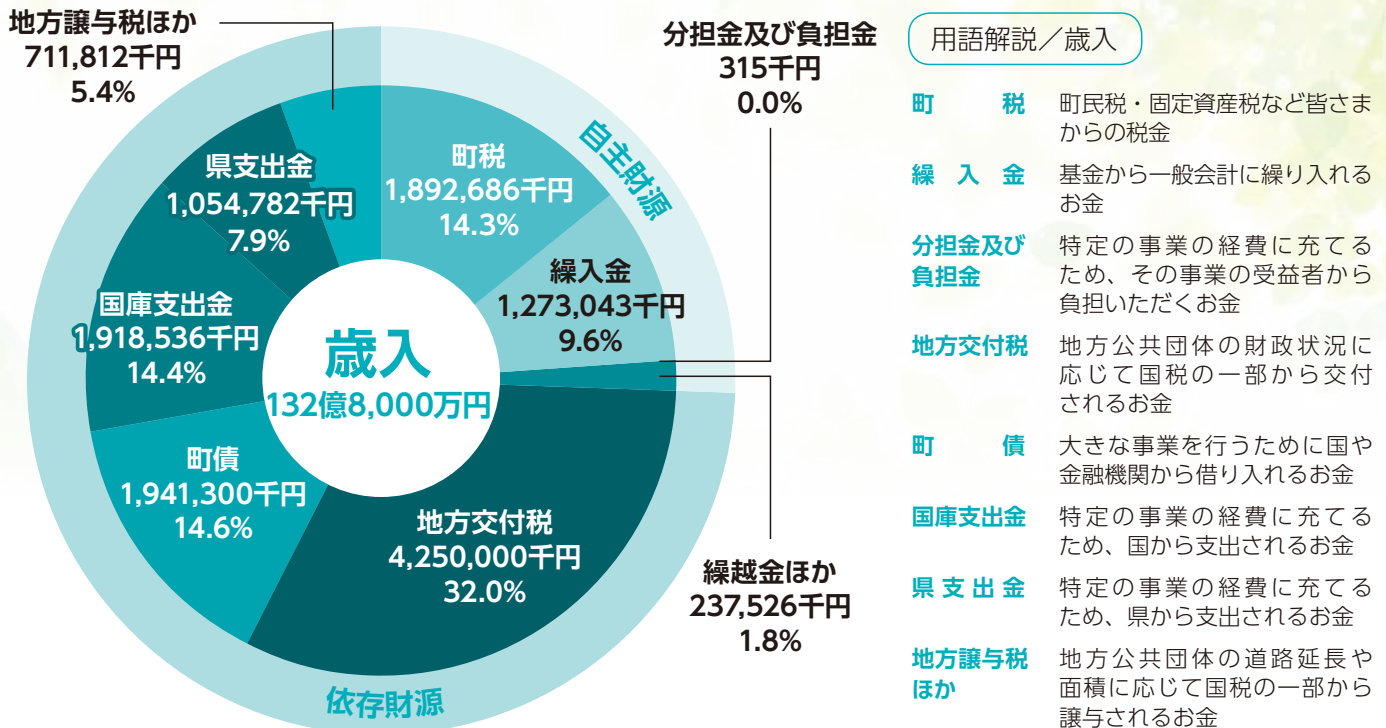 地方譲与税ほか
711,812千円
5.4%
分担金及び負担金
315千円
0.0%
自主財源
町税
1,892,686千円
14.3%
繰入金
1,273,043千円
9.6%
県支出金
1,054,782千円
7.9%
国庫支出金
1,918,536千円
14.4%
歳入
132億8,000万円
町債
1,941,300千円
14.6%
地方交付税
4,250,000千円
32.0%
繰越金ほか
237,526千円
1.8%
依存財源
用語解説／歳入
町税 町民税・固定資産税など皆さま
からの税金
繰入金 基金から一般会計に繰り入れる
お金
分担金及び 特定の事業の経費に充てる
負担金 ため、その事業の受益者から
負担いただくお金
地方交付税 地方公共団体の財政状況に
応じて国税の一部から交付
されるお金
町債 大きな事業を行うために国や
金融機関から借り入れるお金
国庫支出金 特定の事業の経費に充てる
ため、国から支出されるお金
県支出金 特定の事業の経費に充てる
ため、県から支出されるお金
地方譲与税 地方公共団体の道路延長や
ほか 面積に応じて国税の一部から
譲与されるお金